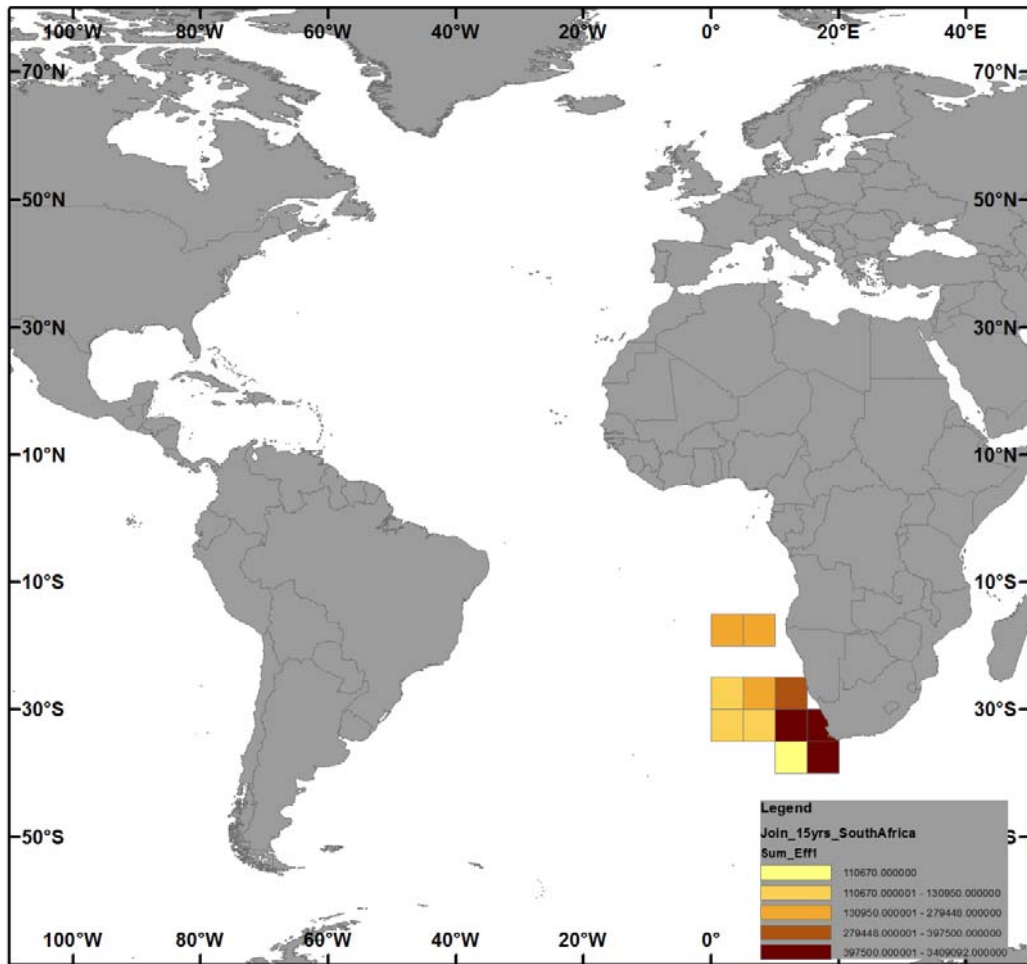 100°W 80°W 60°W 40°W 20°W 0° 20°E 40°E
70°N 70°N
50°N 50°N
30°N 30°N
10°N 10°N
10°S 10°S
30°S 30°S
50°S S
Legend
Join_15yrs_SouthAfrica
Sum_Eff1
110670.000000
110670.000001 - 130950.000000
130950.000001 - 279448.000000
279448.000001 - 397500.000000
397500.000001 - 3409092.000000
100°W 80°W 60°W 40°W 20°W 0° 20°E 40°E